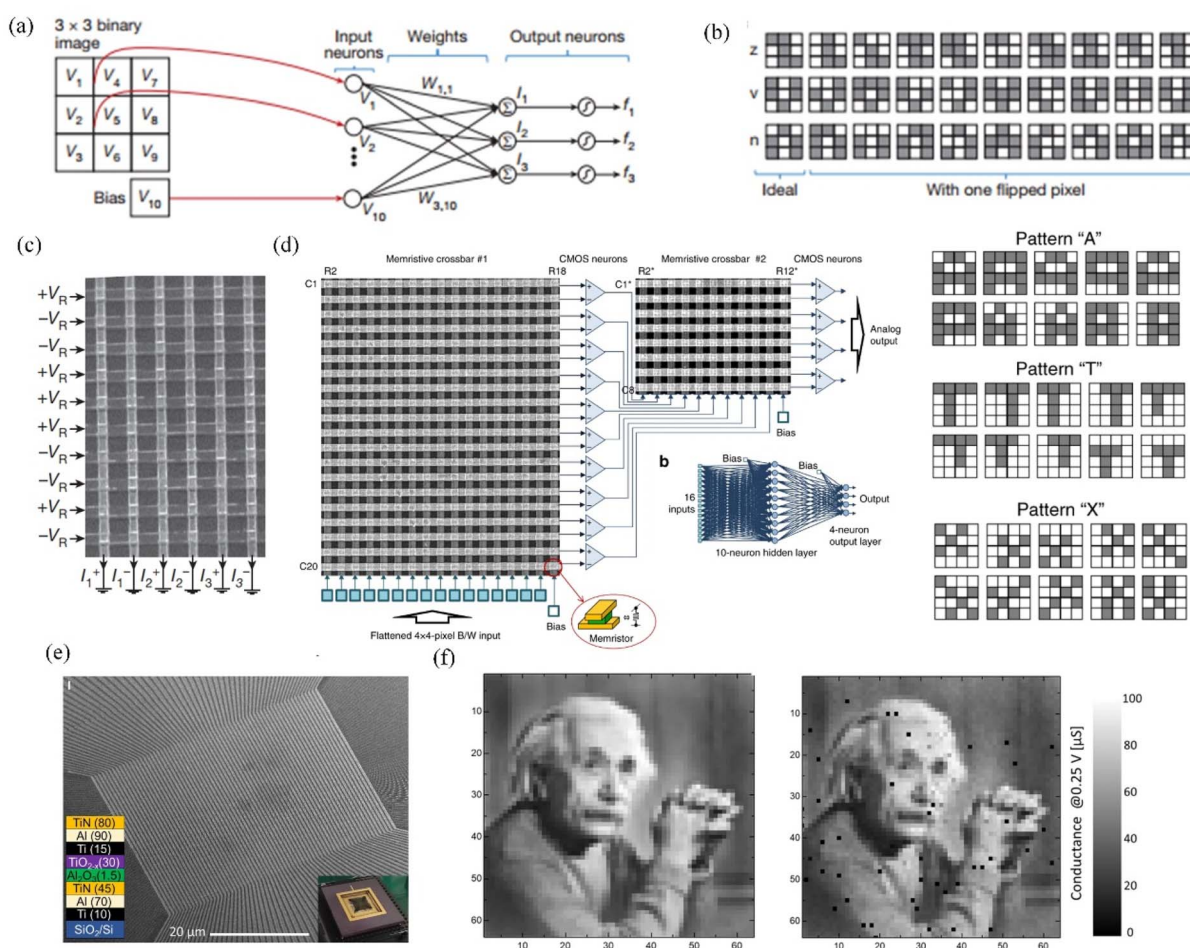 (a)
3 × 3 binary
image
V1 V4 V7
V2 V5 V8
V3 V6 V9
Bias V10
Input
neurons
Weights
Output neurons
V1
V2
V10
W1,1
W3,10
Σ I1 f1
Σ I2 f2
Σ I3 f3
(b)
z
v
n
Ideal
With one flipped pixel
(c)
+VR
−VR
−VR
+VR
+VR
+VR
−VR
−VR
+VR
−VR
I1+ I1− I2+ I2− I3+ I3−
(d)
Memristive crossbar #1
CMOS neurons
Memristive crossbar #2
CMOS neurons
R2 R18
R2* R12*
C1
C20
C1*
C8
Analog
output
Bias
Bias
Flattened 4×4-pixel B/W input
Memristor
b
Bias
Bias
16
inputs
Output
4-neuron
output layer
10-neuron hidden layer
Pattern “A”
Pattern “T”
Pattern “X”
(e)
TiN (80)
Al (90)
Ti (15)
TiO2-x(30)
Al2O3(1.5)
TiN (45)
Al (70)
Ti (10)
SiO2/Si
20 μm
(f)
10
20
30
40
50
60
10 20 30 40 50 60
10
20
30
40
50
60
10 20 30 40 50 60
100
80
60
40
20
0
Conductance @0.25 V [μS]